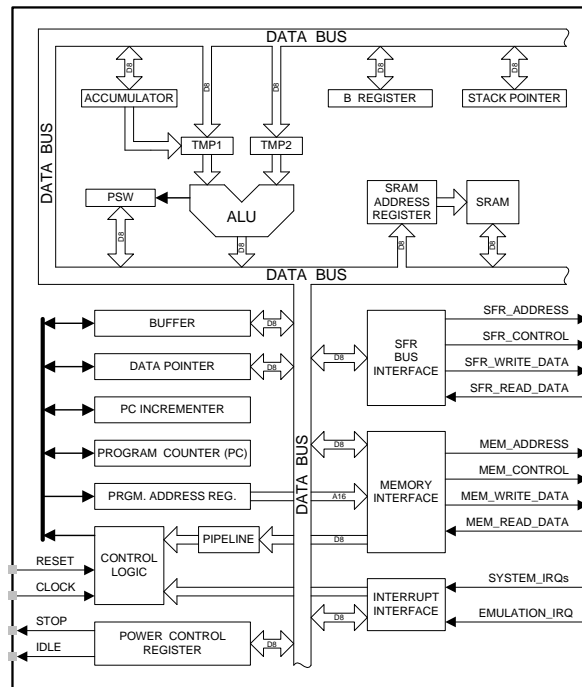 DATA BUS
D8
D8
D8
D8
D8
ACCUMULATOR
B REGISTER
STACK POINTER
DATA BUS
TMP1
TMP2
PSW
ALU
SRAM
ADDRESS
REGISTER
SRAM
D8
D8
D8
D8
DATA BUS
BUFFER
D8
DATA POINTER
D8
PC INCREMENTER
PROGRAM COUNTER (PC)
PRGM. ADDRESS REG.
A16
DATA BUS
D8
SFR
BUS
INTERFACE
SFR_ADDRESS
SFR_CONTROL
SFR_WRITE_DATA
SFR_READ_DATA
D8
MEMORY
INTERFACE
MEM_ADDRESS
MEM_CONTROL
MEM_WRITE_DATA
MEM_READ_DATA
PIPELINE
D8
CONTROL
LOGIC
RESET
CLOCK
STOP
IDLE
POWER CONTROL
REGISTER
D8
D8
INTERRUPT
INTERFACE
SYSTEM_IRQs
EMULATION_IRQ